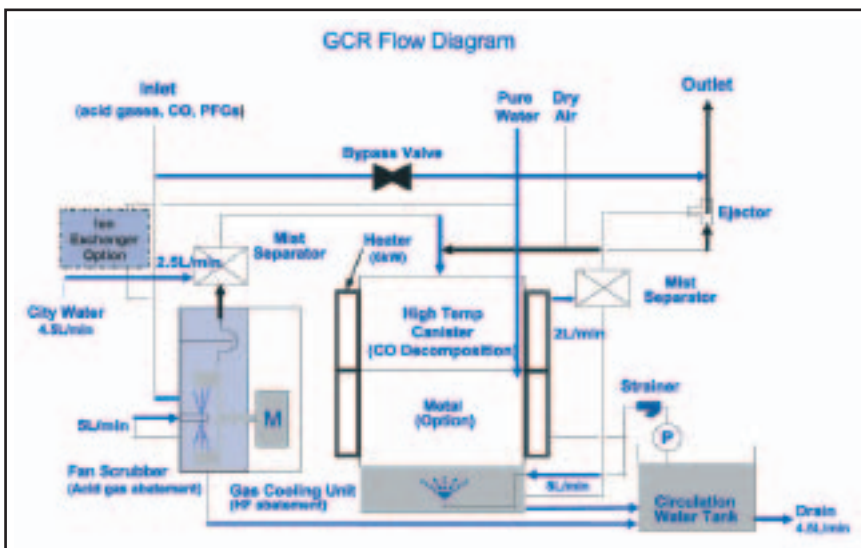 GCR Flow Diagram
Inlet
(acid gases, CO, PFCs)
Pure
Water
Dry
Air
Outlet
Bypass Valve
Ion
Exchanger
Option
2.5L/min
Mist
Separator
Heater
(6kW)
Ejector
Mist
Separator
City Water
4.5L/min
High Temp
Canister
(CO Decomposition)
2L/min
Strainer
Metal
(Option)
M
P
5L/min
Fan Scrubber
(Acid gas abatement)
Gas Cooling Unit
(HF abatement)
5L/min
Circulation
Water Tank
Drain
4.5L/min